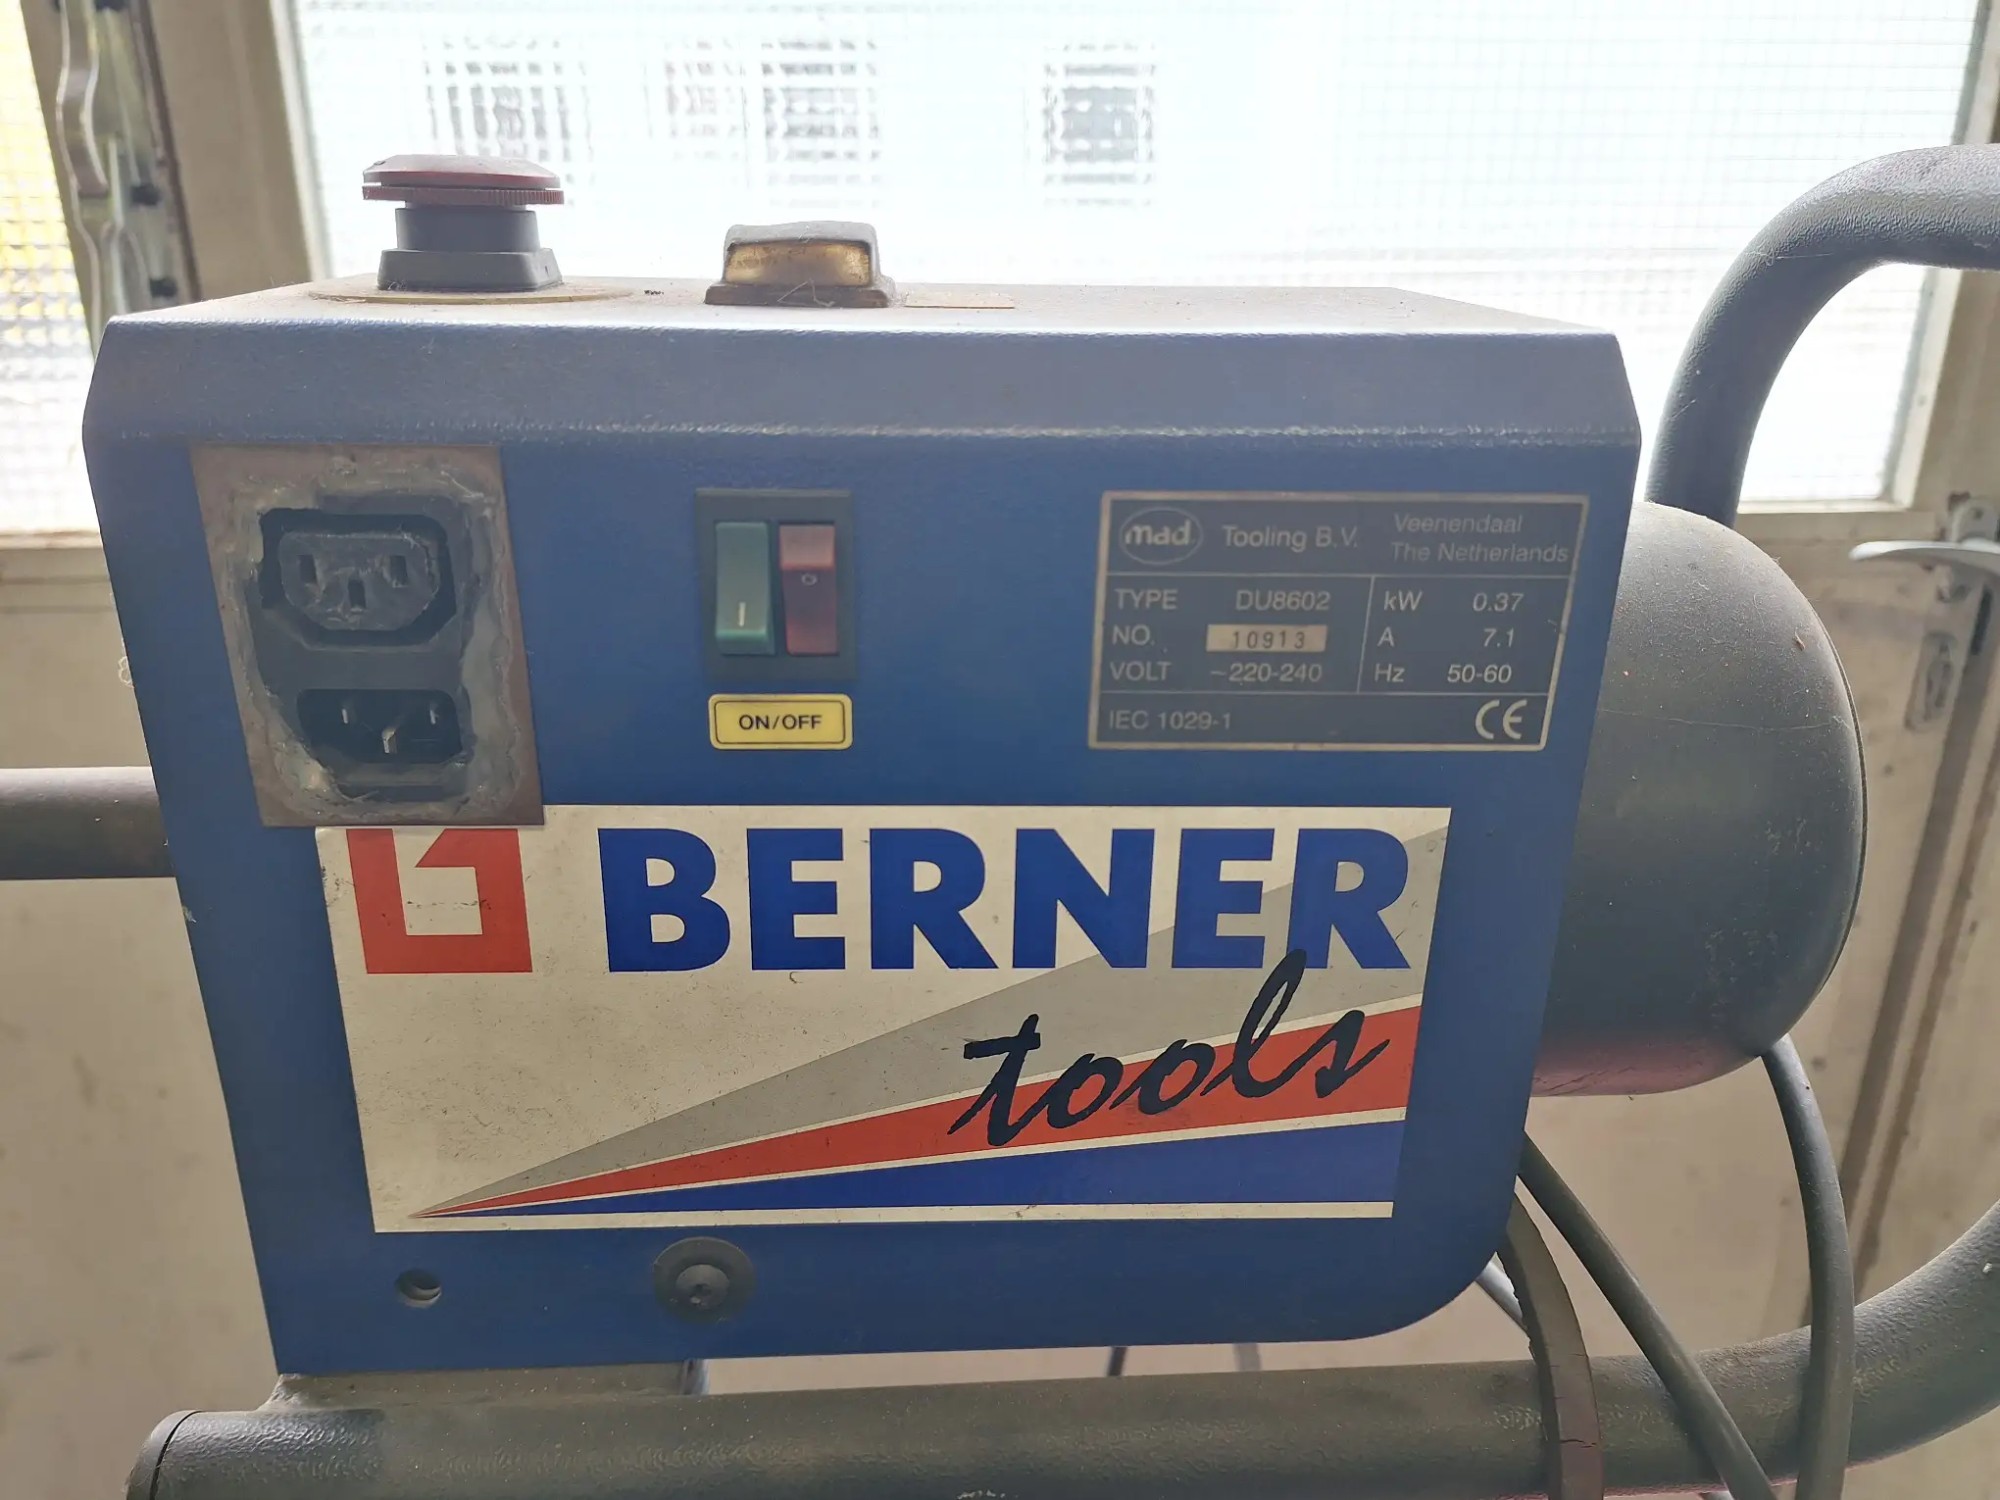 mad Tooling B.V. Veenendaal
The Netherlands
TYPE DU8602 kW 0.37
NO. 10913 A 7.1
VOLT ~220-240 Hz 50-60
IEC 1029-1 CE
I O
ON/OFF
BERNER
tools